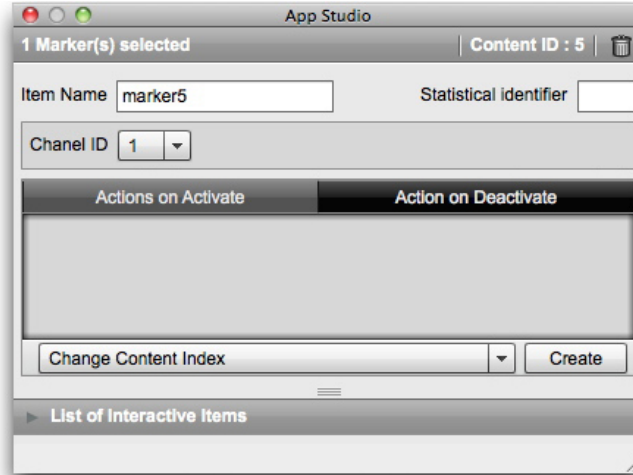 App Studio
1 Marker(s) selected Content ID : 5
Item Name marker5 Statistical identifier
Chanel ID 1
Actions on Activate Action on Deactivate
Change Content Index Create
List of Interactive Items